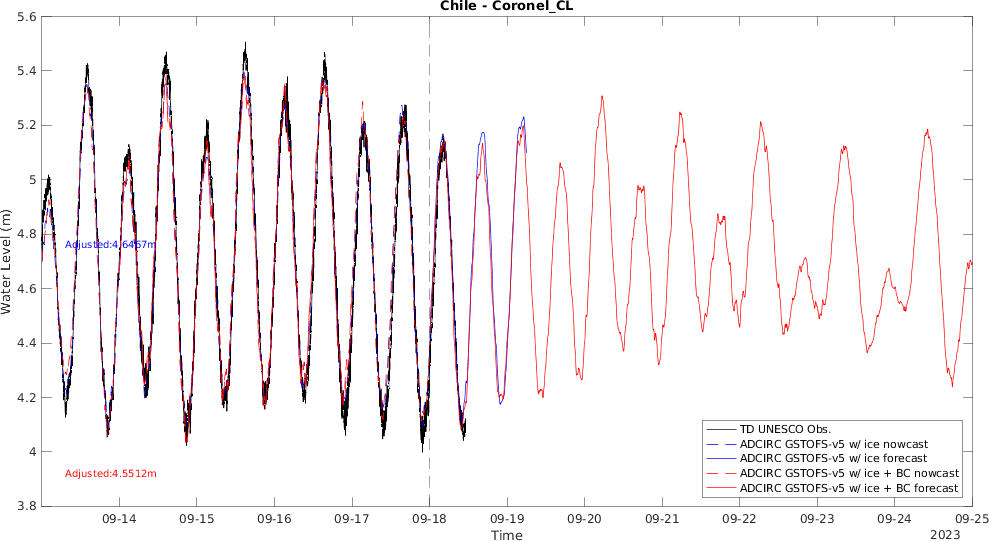 Chile - Coronel_CL
Water Level (m)
5.6
5.4
5.2
5
4.8
4.6
4.4
4.2
4
3.8
Adjusted:4.6467m
Adjusted:4.5512m
TD UNESCO Obs.
ADCIRC GSTOFS-v5 w/ ice nowcast
ADCIRC GSTOFS-v5 w/ ice forecast
ADCIRC GSTOFS-v5 w/ ice + BC nowcast
ADCIRC GSTOFS-v5 w/ ice + BC forecast
09-14 09-15 09-16 09-17 09-18 09-19 09-20 09-21 09-22 09-23 09-24 09-25
Time
2023